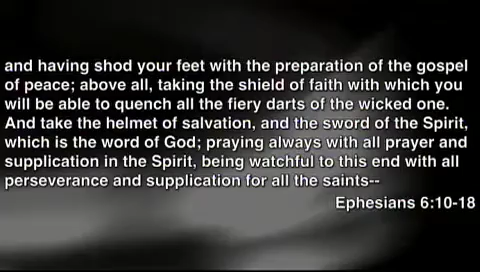 and having shod your feet with the preparation of the gospel
of peace; above all, taking the shield of faith with which you
will be able to quench all the fiery darts of the wicked one.
And take the helmet of salvation, and the sword of the Spirit,
which is the word of God; praying always with all prayer and
supplication in the Spirit, being watchful to this end with all
perseverance and supplication for all the saints--
Ephesians 6:10-18